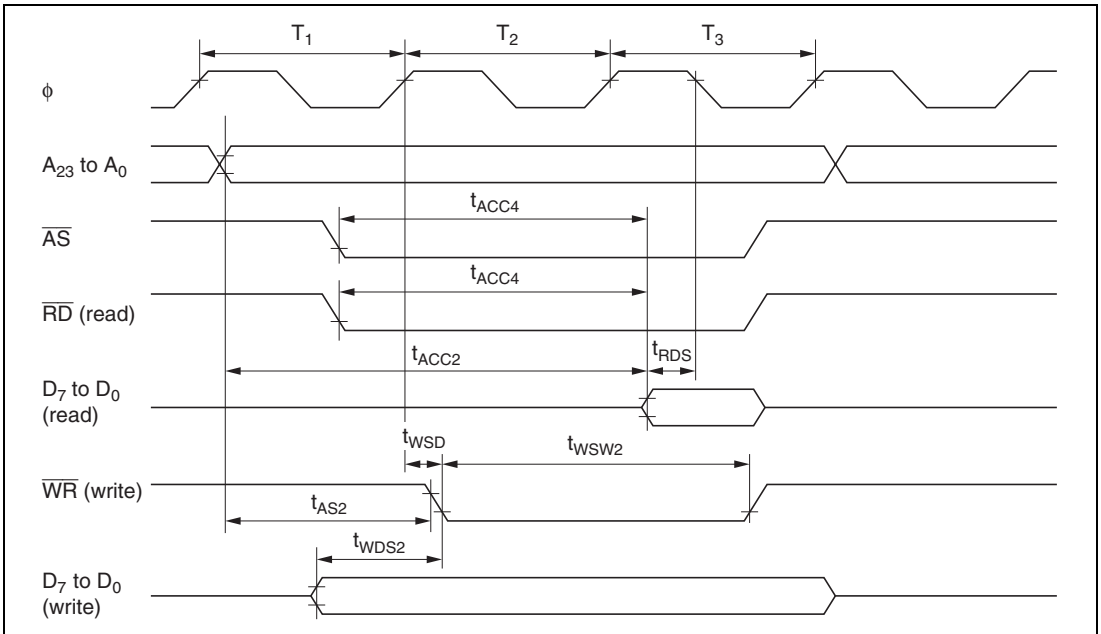 T1 T2 T3
φ
A23 to A0
tACC4
AS
tACC4
RD (read)
tACC2 tRDS
D7 to D0
(read)
tWSD tWSW2
WR (write)
tAS2
tWDS2
D7 to D0
(write)